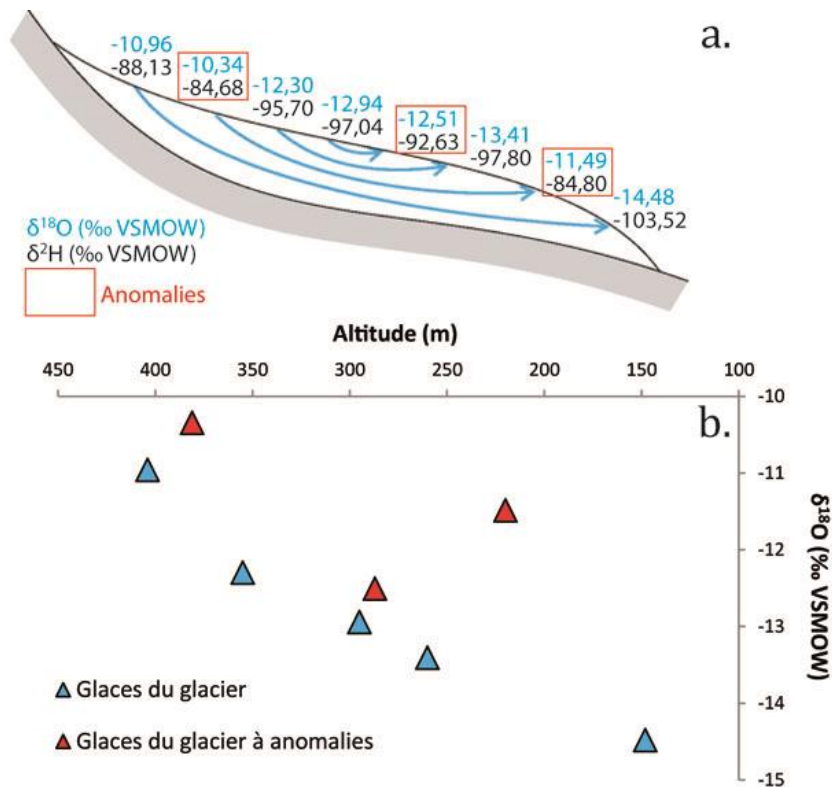 a.
-10,96
-88,13
-10,34
-84,68
-12,30
-95,70
-12,94
-97,04
-12,51
-92,63
-13,41
-97,80
-11,49
-84,80
-14,48
-103,52
δ¹⁸O (‰ VSMOW)
δ²H (‰ VSMOW)
Anomalies
Altitude (m)
450 400 350 300 250 200 150 100
b.
-10
-11
-12
-13
-14
-15
δ¹⁸O (‰ VSMOW)
Glaces du glacier
Glaces du glacier à anomalies